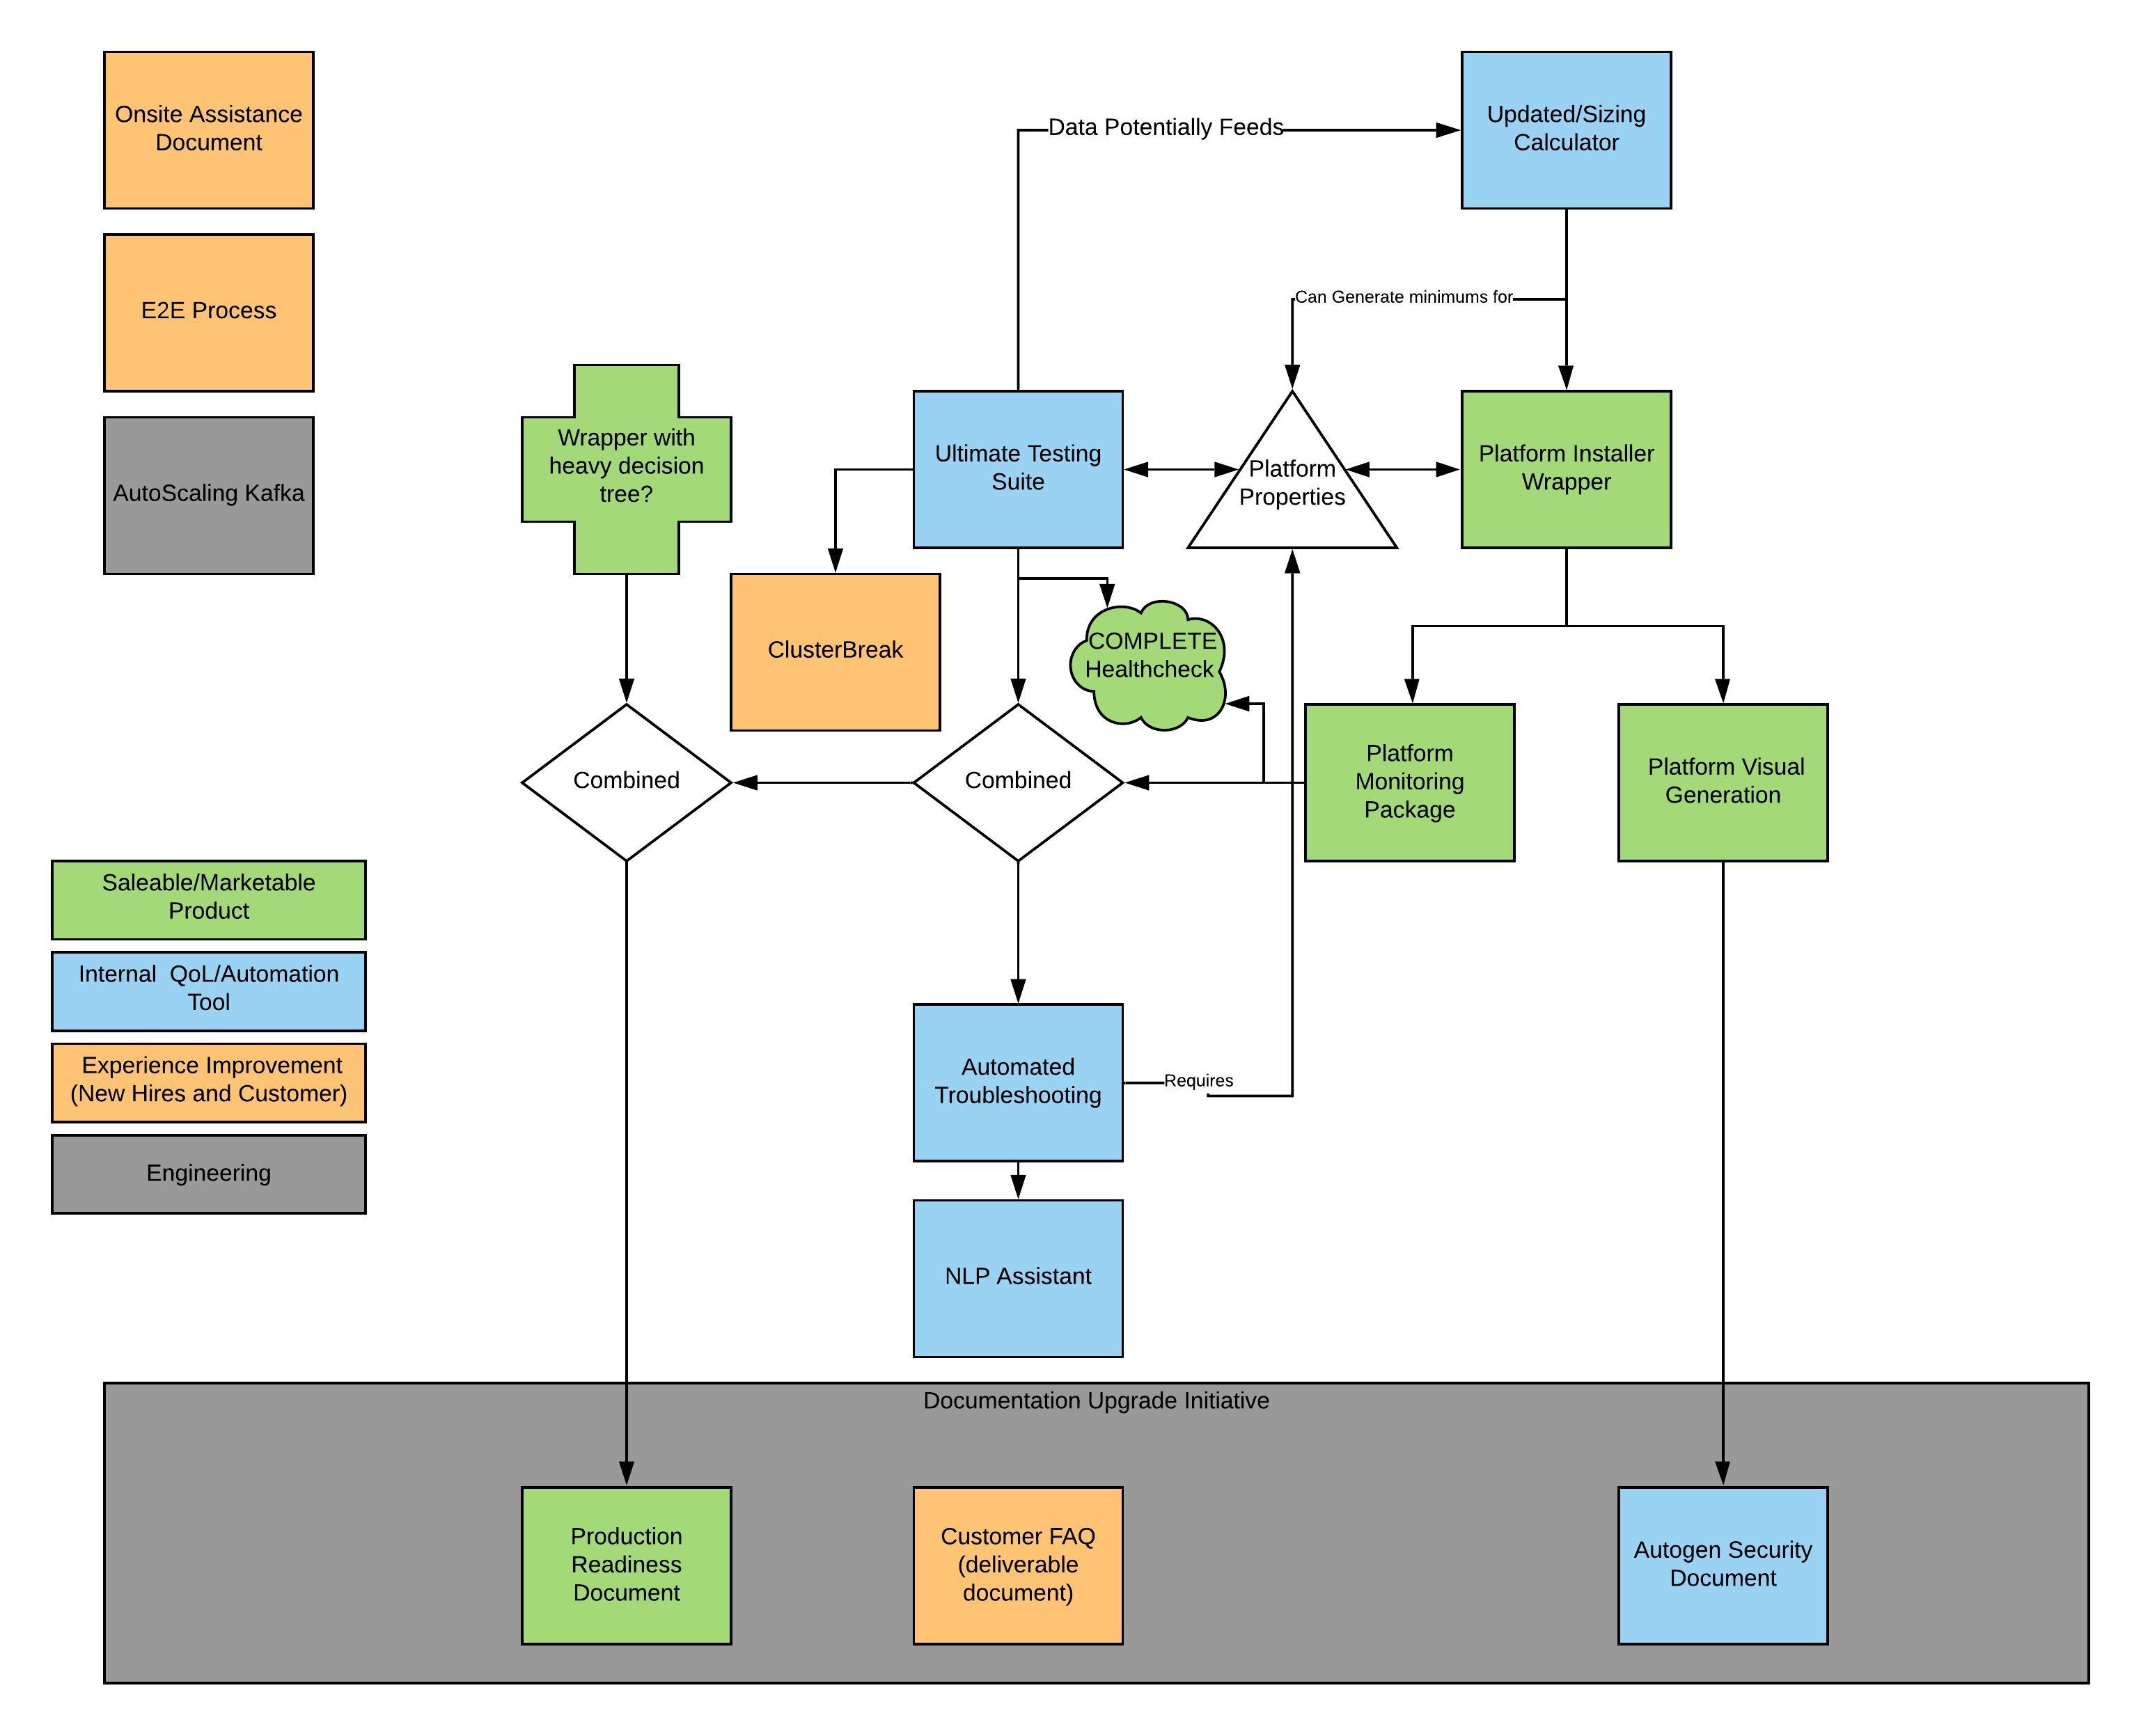 Onsite Assistance
Document
Data Potentially Feeds
Updated/Sizing
Calculator
E2E Process
Can Generate minimums for
AutoScaling Kafka
Wrapper with
heavy decision
tree?
Ultimate Testing
Suite
Platform
Properties
Platform Installer
Wrapper
ClusterBreak
COMPLETE
Healthcheck
Combined
Combined
Platform
Monitoring
Package
Platform Visual
Generation
Saleable/Marketable
Product
Internal  QoL/Automation
Tool
Experience Improvement
(New Hires and Customer)
Engineering
Automated
Troubleshooting
Requires
NLP Assistant
Documentation Upgrade Initiative
Production
Readiness
Document
Customer FAQ
(deliverable
document)
Autogen Security
Document